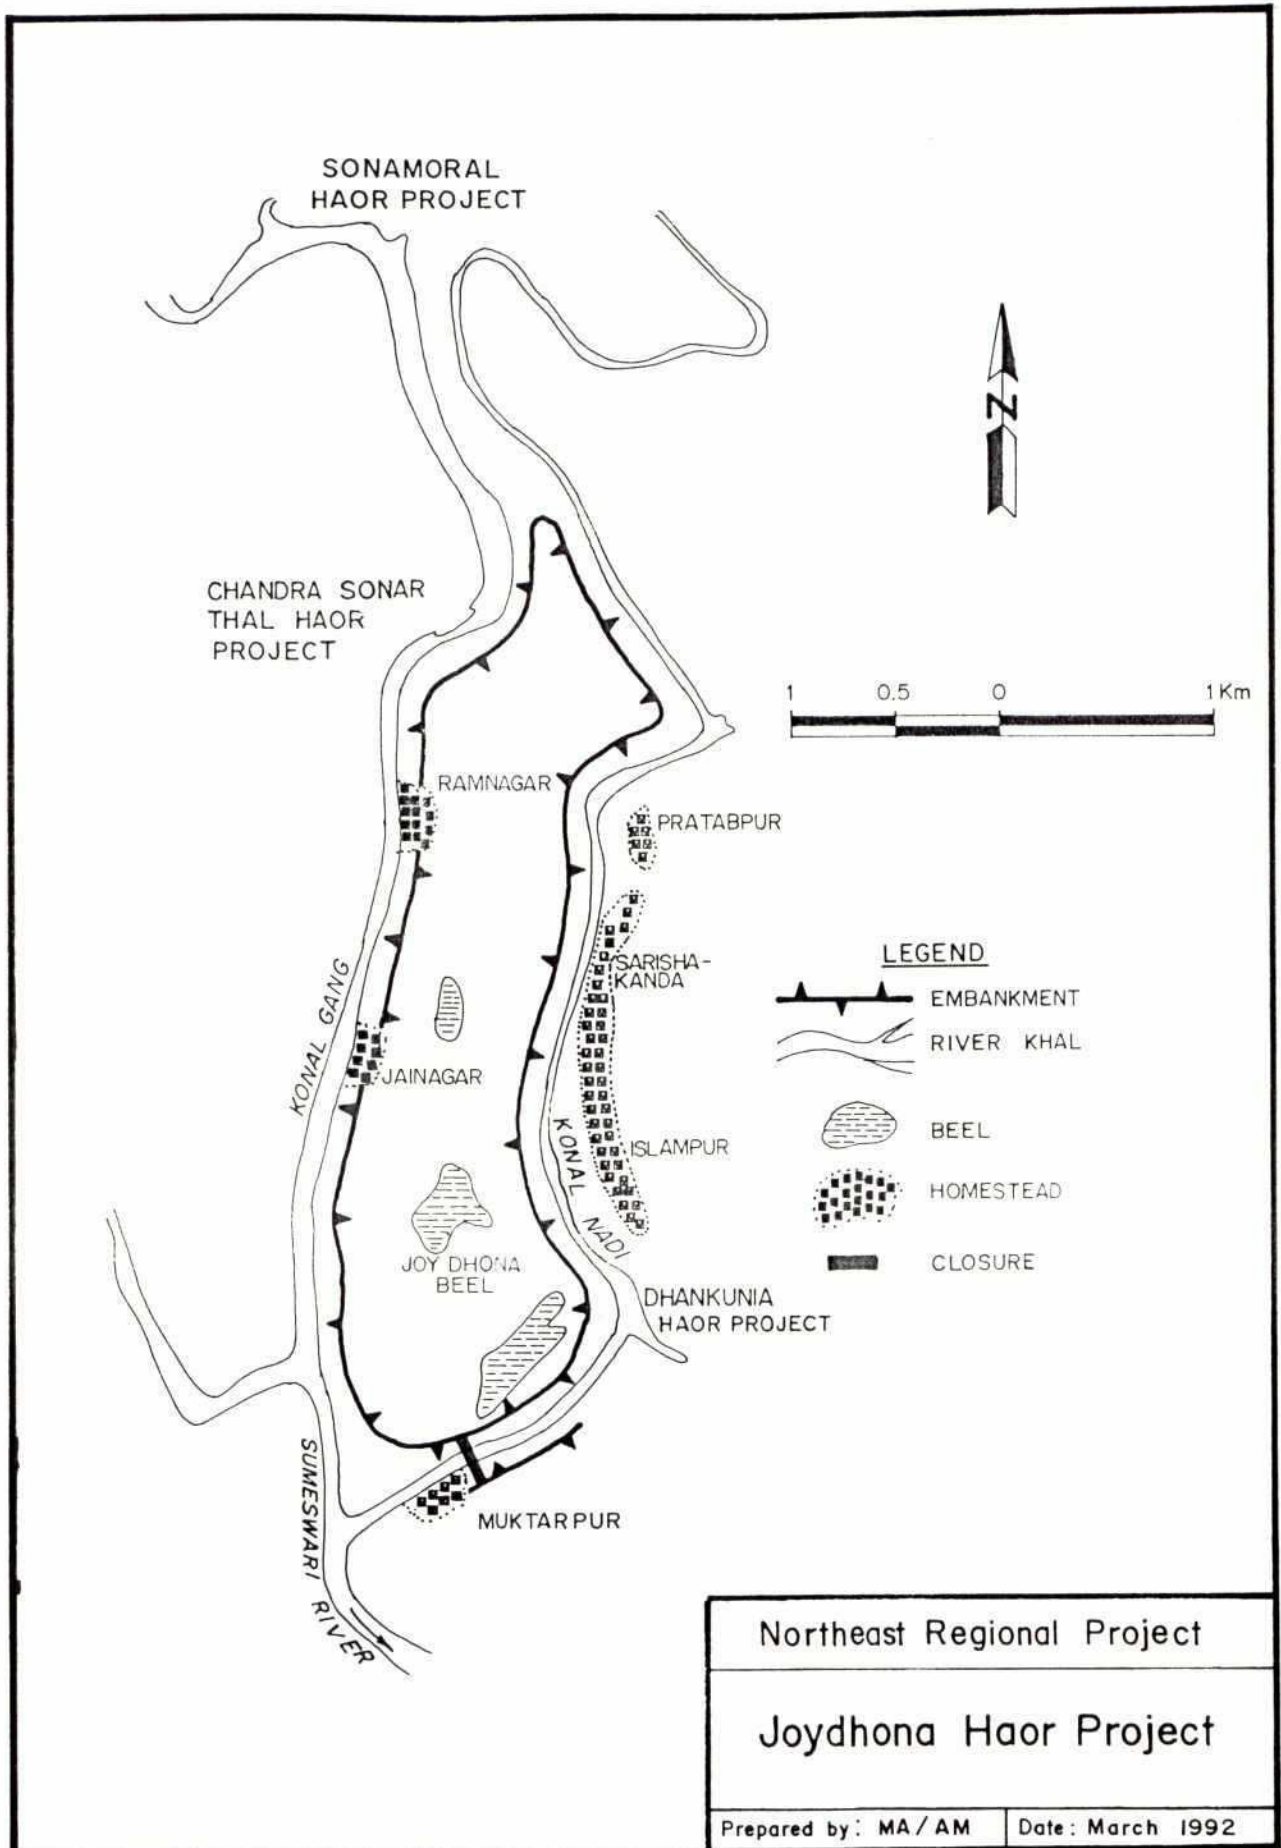 SONAMORAL
HAOR PROJECT
N
CHANDRA SONAR
THAL HAOR
PROJECT
1 0.5 0 1 Km
RAMNAGAR
PRATABPUR
SARISHA-
KANDA
LEGEND
EMBANKMENT
RIVER KHAL
BEEL
HOMESTEAD
CLOSURE
KONAL GANG
JAINAGAR
KONAL NADI
ISLAMPUR
JOY DHONA
BEEL
DHANKUNIA
HAOR PROJECT
SUMESWARI RIVER
MUKTARPUR
Northeast Regional Project
Joydhona Haor Project
Prepared by: MA/AM
Date: March 1992